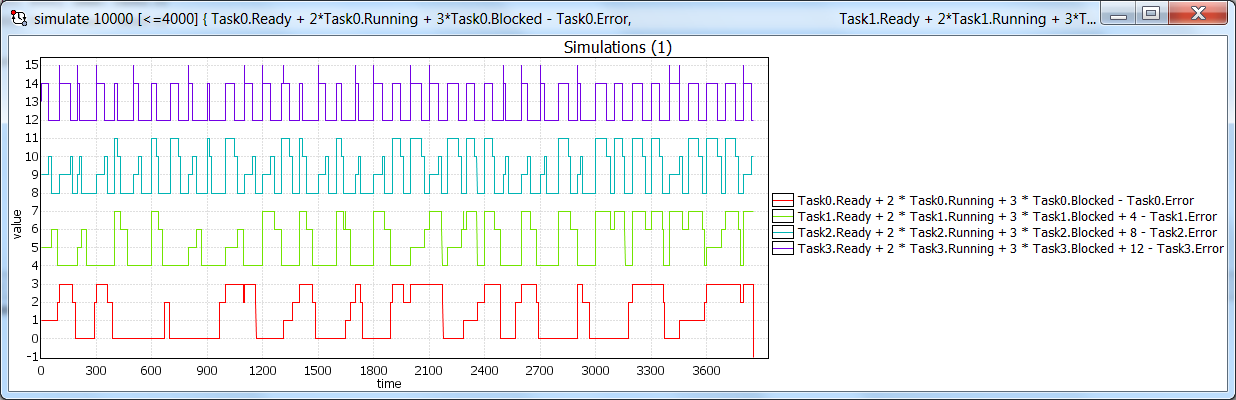 simulate 10000 [<=4000] { Task0.Ready + 2*Task0.Running + 3*Task0.Blocked - Task0.Error, Task1.Ready + 2*Task1.Running + 3*T...
Simulations (1)
15
14
13
12
11
10
9
8
7
6
5
4
3
2
1
0
-1
value
0 300 600 900 1200 1500 1800 2100 2400 2700 3000 3300 3600
time
Task0.Ready + 2 * Task0.Running + 3 * Task0.Blocked - Task0.Error
Task1.Ready + 2 * Task1.Running + 3 * Task1.Blocked + 4 - Task1.Error
Task2.Ready + 2 * Task2.Running + 3 * Task2.Blocked + 8 - Task2.Error
Task3.Ready + 2 * Task3.Running + 3 * Task3.Blocked + 12 - Task3.Error